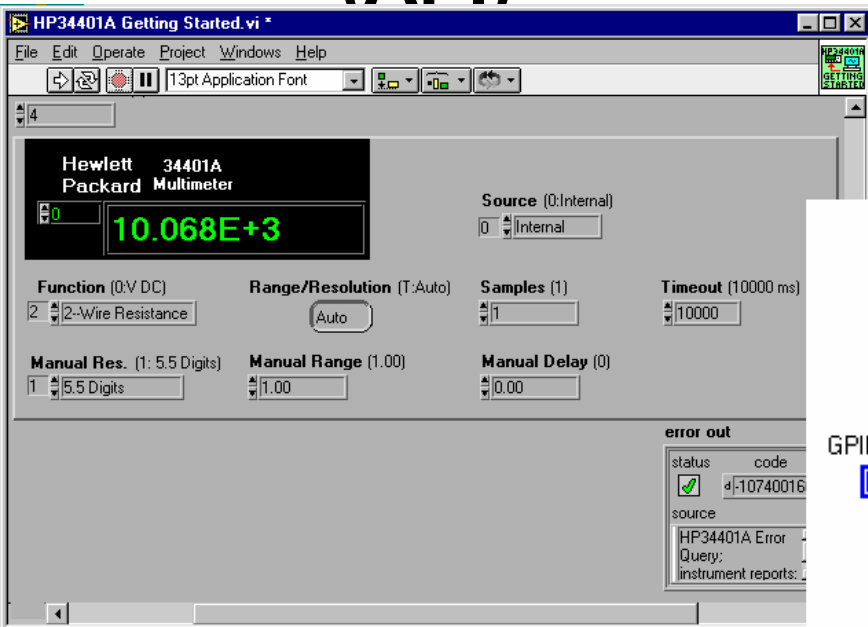 HP34401A Getting Started.vi *
File Edit Operate Project Windows Help
13pt Application Font
HP34401A
GETTING
STARTED
4
Hewlett 34401A
Packard Multimeter
0
10.068E+3
Source (0:Internal)
0 Internal
Function (0:V DC) Range/Resolution (T:Auto) Samples (1) Timeout (10000 ms)
2 2--Wire Resistance Auto 1 10000
Manual Res. (1: 5.5 Digits) Manual Range (1.00) Manual Delay (0)
1 5.5 Digits 1.00 0.00
error out
status code
d -10740016
source
HP34401A Error
Query;
instrument reports: